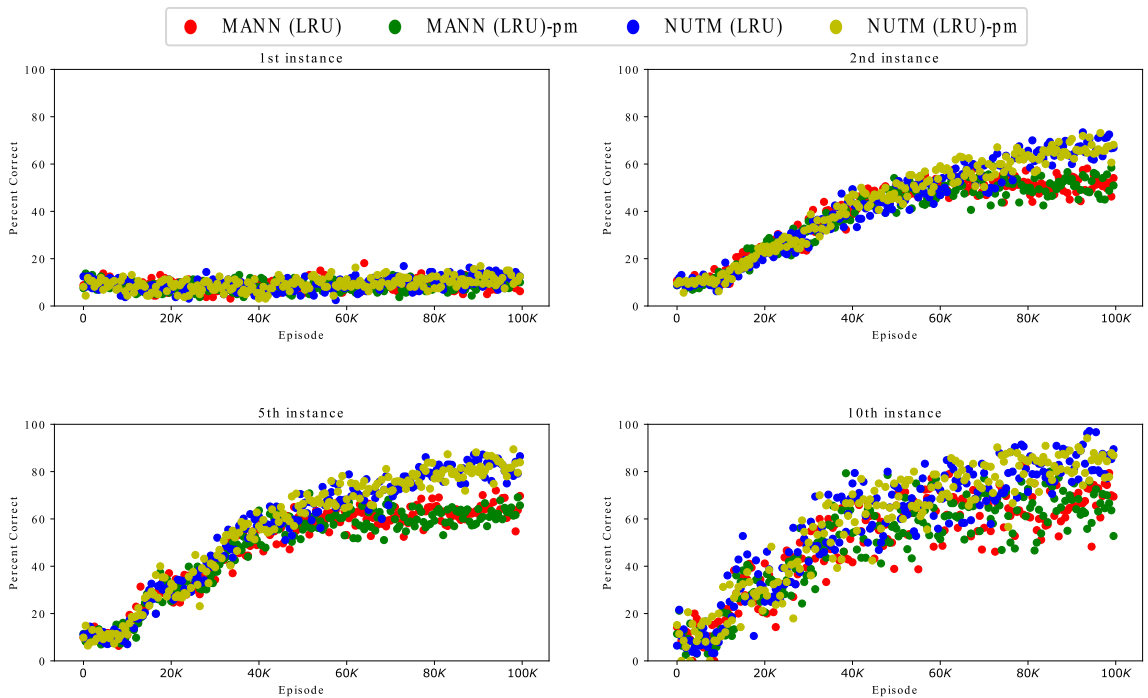 MANN (LRU) MANN (LRU)-pm NUTM (LRU) NUTM (LRU)-pm
1st instance
100
80
60
40
20
0
Percent Correct
0 20K 40K 60K 80K 100K
Episode
2nd instance
100
80
60
40
20
0
Percent Correct
0 20K 40K 60K 80K 100K
Episode
5th instance
100
80
60
40
20
0
Percent Correct
0 20K 40K 60K 80K 100K
Episode
10th instance
100
80
60
40
20
0
Percent Correct
0 20K 40K 60K 80K 100K
Episode